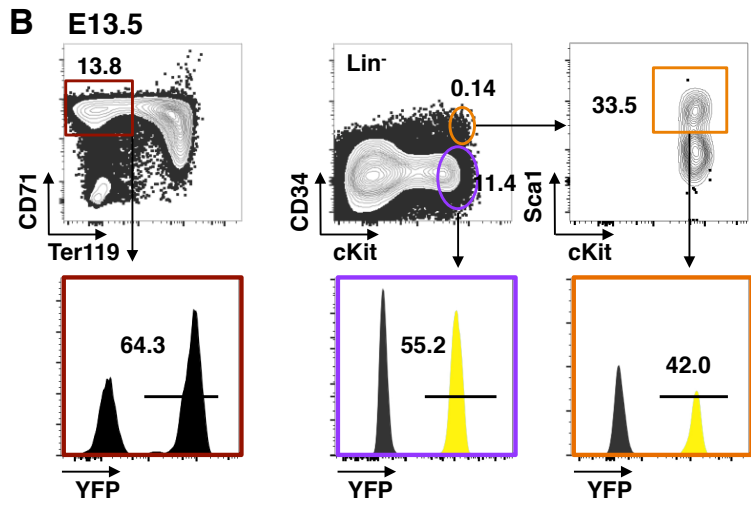 B E13.5
13.8
CD71
Ter119
Lin-
0.14
11.4
CD34
cKit
33.5
Sca1
cKit
64.3
YFP
55.2
YFP
42.0
YFP